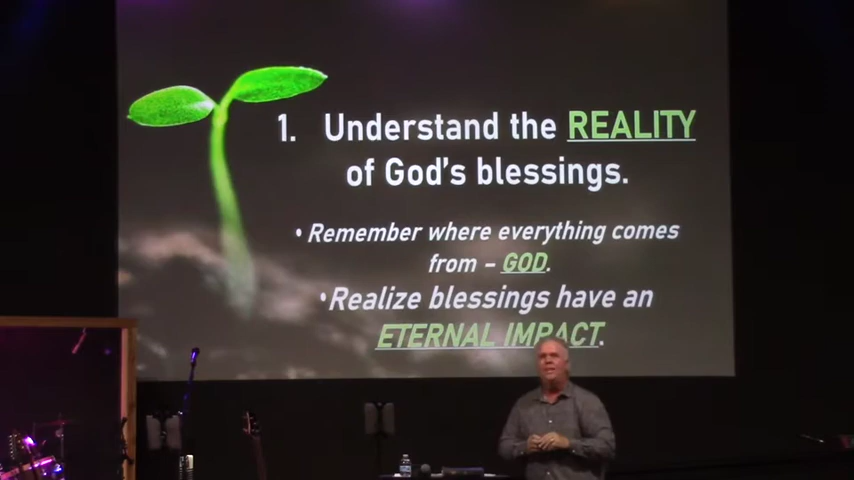 1. Understand the REALITY
of God's blessings.
• Remember where everything comes
from – GOD.
• Realize blessings have an
ETERNAL IMPACT.